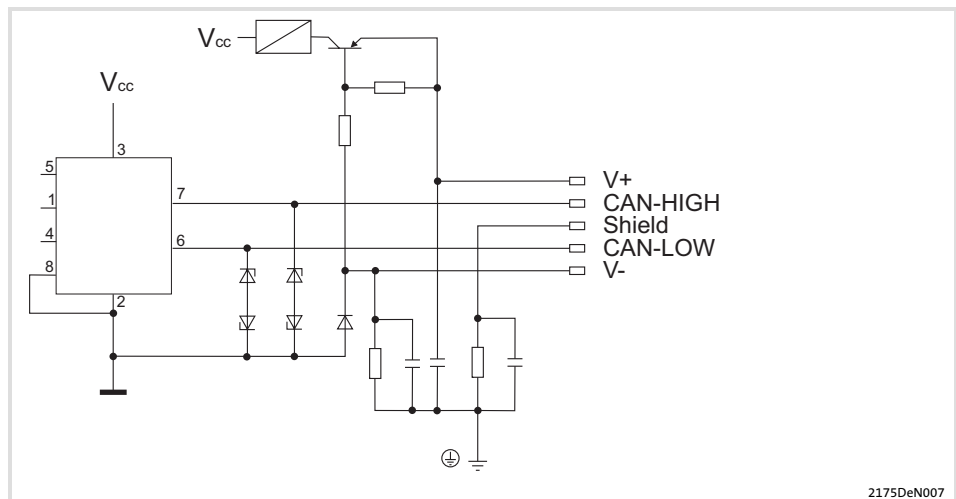 Vcc
Vcc
3
5
1
7
4
6
8
2
V+
CAN-HIGH
Shield
CAN-LOW
V-
2175DeN007